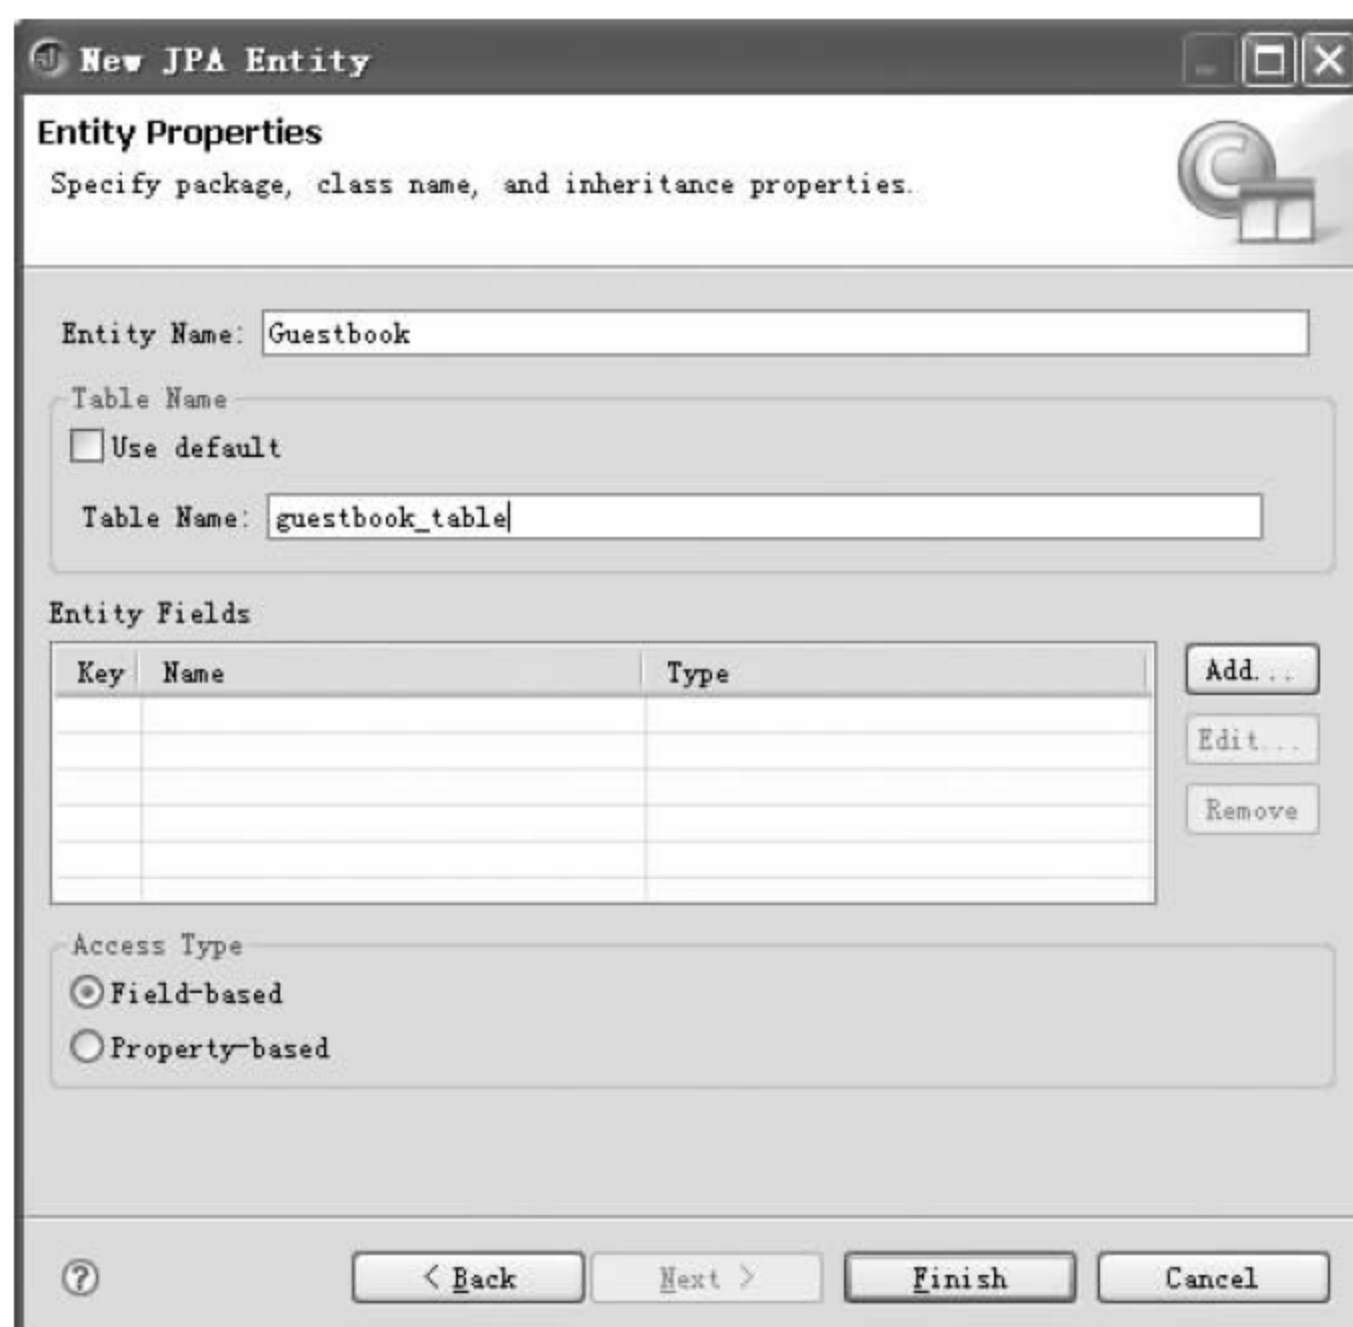 New JPA Entity
Entity Properties
Specify package, class name, and inheritance properties.
Entity Name: Guestbook
Table Name
Use default
Table Name: guestbook_table
Entity Fields
Key Name Type
Add...
Edit...
Remove
Access Type
Field-based
Property-based
? < Back Next > Finish Cancel